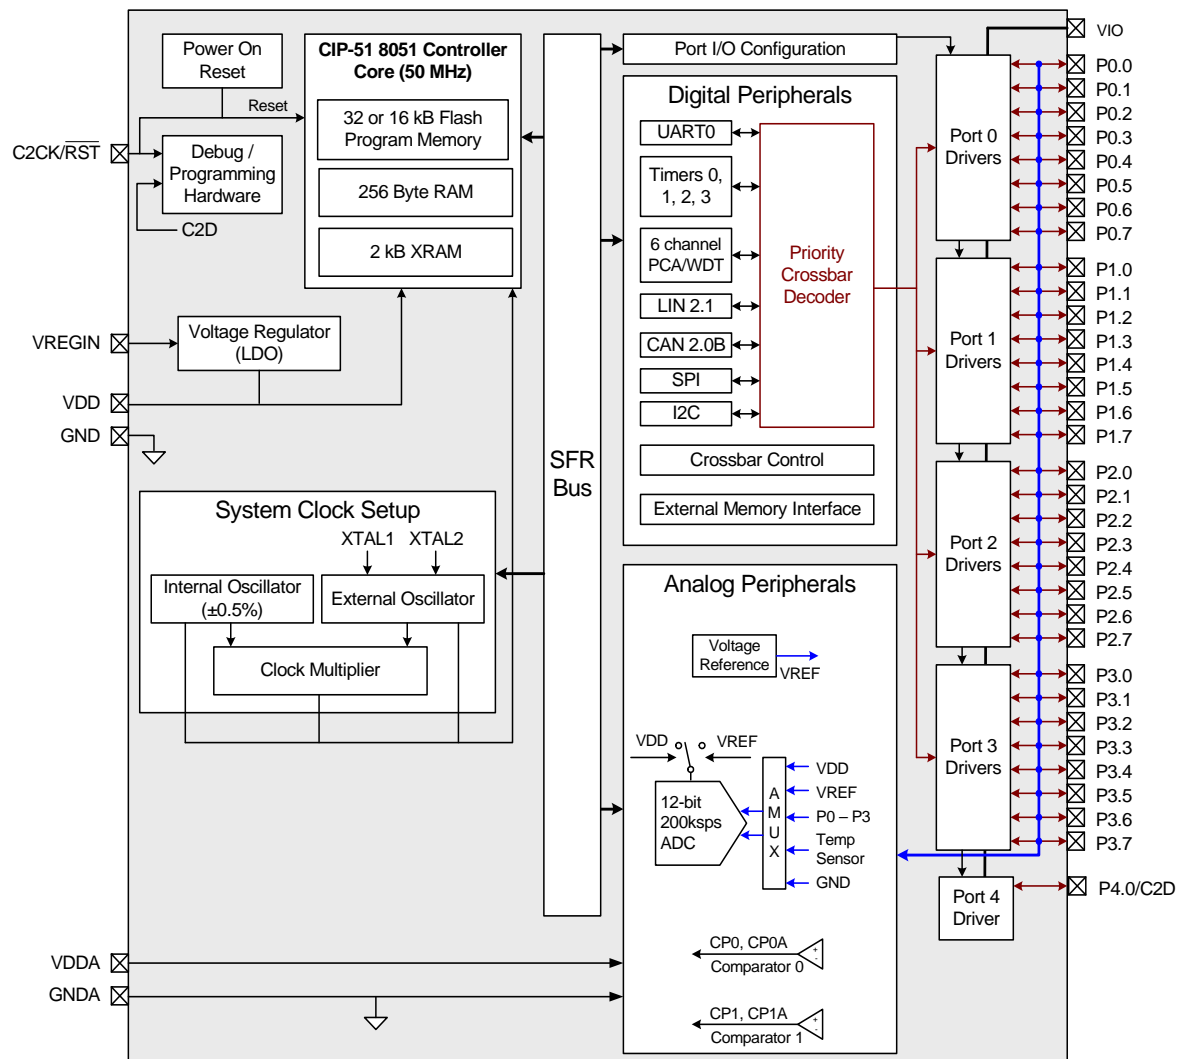 Power On
Reset
CIP-51 8051 Controller
Core (50 MHz)
32 or 16 kB Flash
Program Memory
256 Byte RAM
2 kB XRAM
Reset
C2CK/RST
Debug /
Programming
Hardware
C2D
VREGIN
Voltage Regulator
(LDO)
VDD
GND
System Clock Setup
XTAL1
XTAL2
Internal Oscillator
(±0.5%)
External Oscillator
Clock Multiplier
VDDA
GNDA
SFR
Bus
Port I/O Configuration
Digital Peripherals
UART0
Timers 0,
1, 2, 3
6 channel
PCA/WDT
LIN 2.1
CAN 2.0B
SPI
I2C
Priority
Crossbar
Decoder
Crossbar Control
External Memory Interface
Analog Peripherals
Voltage
Reference
VREF
VDD
VREF
12-bit
200ksps
ADC
A
M
U
X
VDD
VREF
P0 – P3
Temp
Sensor
GND
CP0, CP0A
+
-
Comparator 0
CP1, CP1A
+
-
Comparator 1
Port 0
Drivers
Port 1
Drivers
Port 2
Drivers
Port 3
Drivers
Port 4
Driver
VIO
P0.0
P0.1
P0.2
P0.3
P0.4
P0.5
P0.6
P0.7
P1.0
P1.1
P1.2
P1.3
P1.4
P1.5
P1.6
P1.7
P2.0
P2.1
P2.2
P2.3
P2.4
P2.5
P2.6
P2.7
P3.0
P3.1
P3.2
P3.3
P3.4
P3.5
P3.6
P3.7
P4.0/C2D